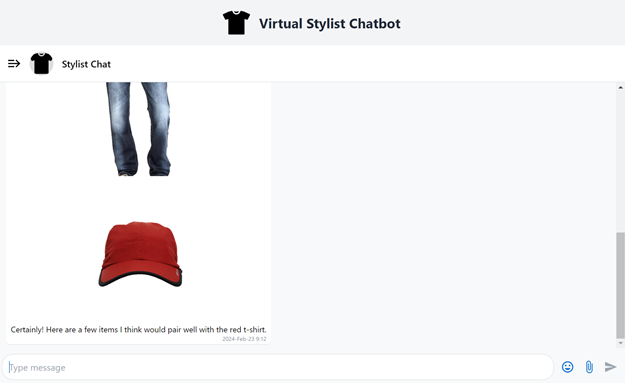 Virtual Stylist Chatbot
Stylist Chat
Certainly! Here are a few items I think would pair well with the red t-shirt.
2024-Feb-23 9:12
Type message